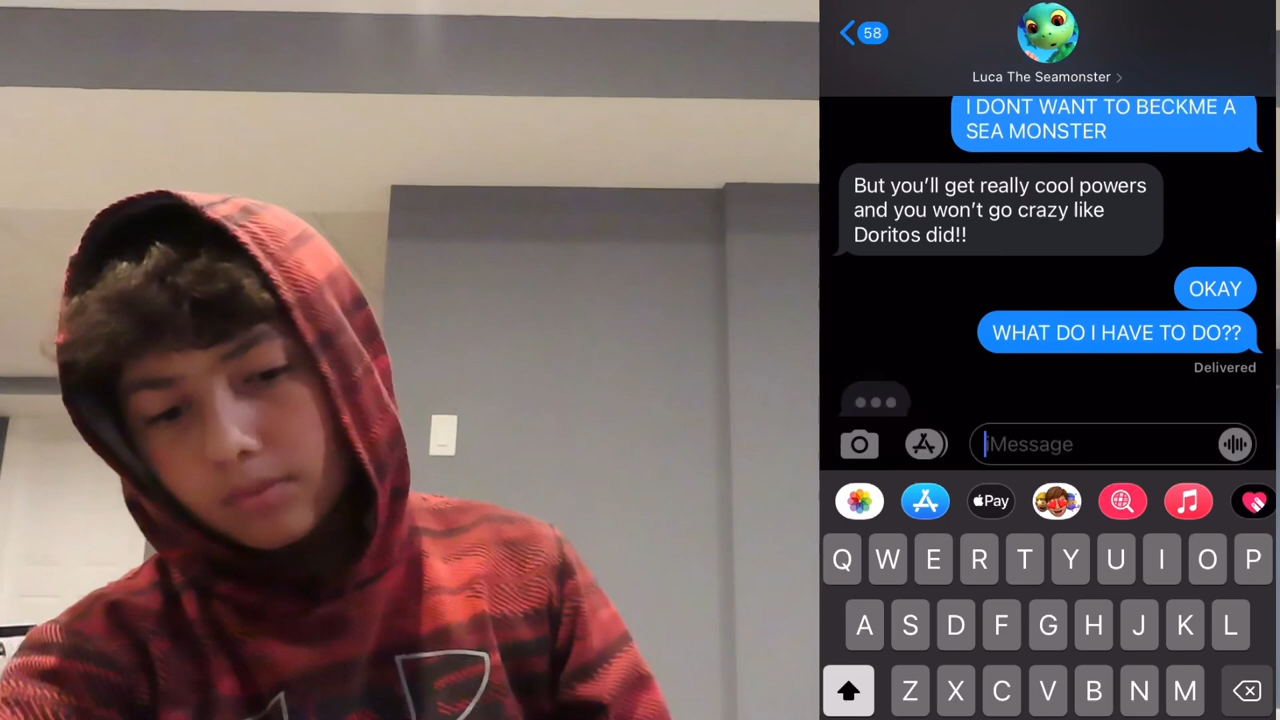 58
Luca The Seamonster
I DONT WANT TO BECKME A
SEA MONSTER
But you’ll get really cool powers
and you won’t go crazy like
Doritos did!!
OKAY
WHAT DO I HAVE TO DO??
Delivered
iMessage
Pay
Q W E R T Y U I O P
A S D F G H J K L
Z X C V B N M